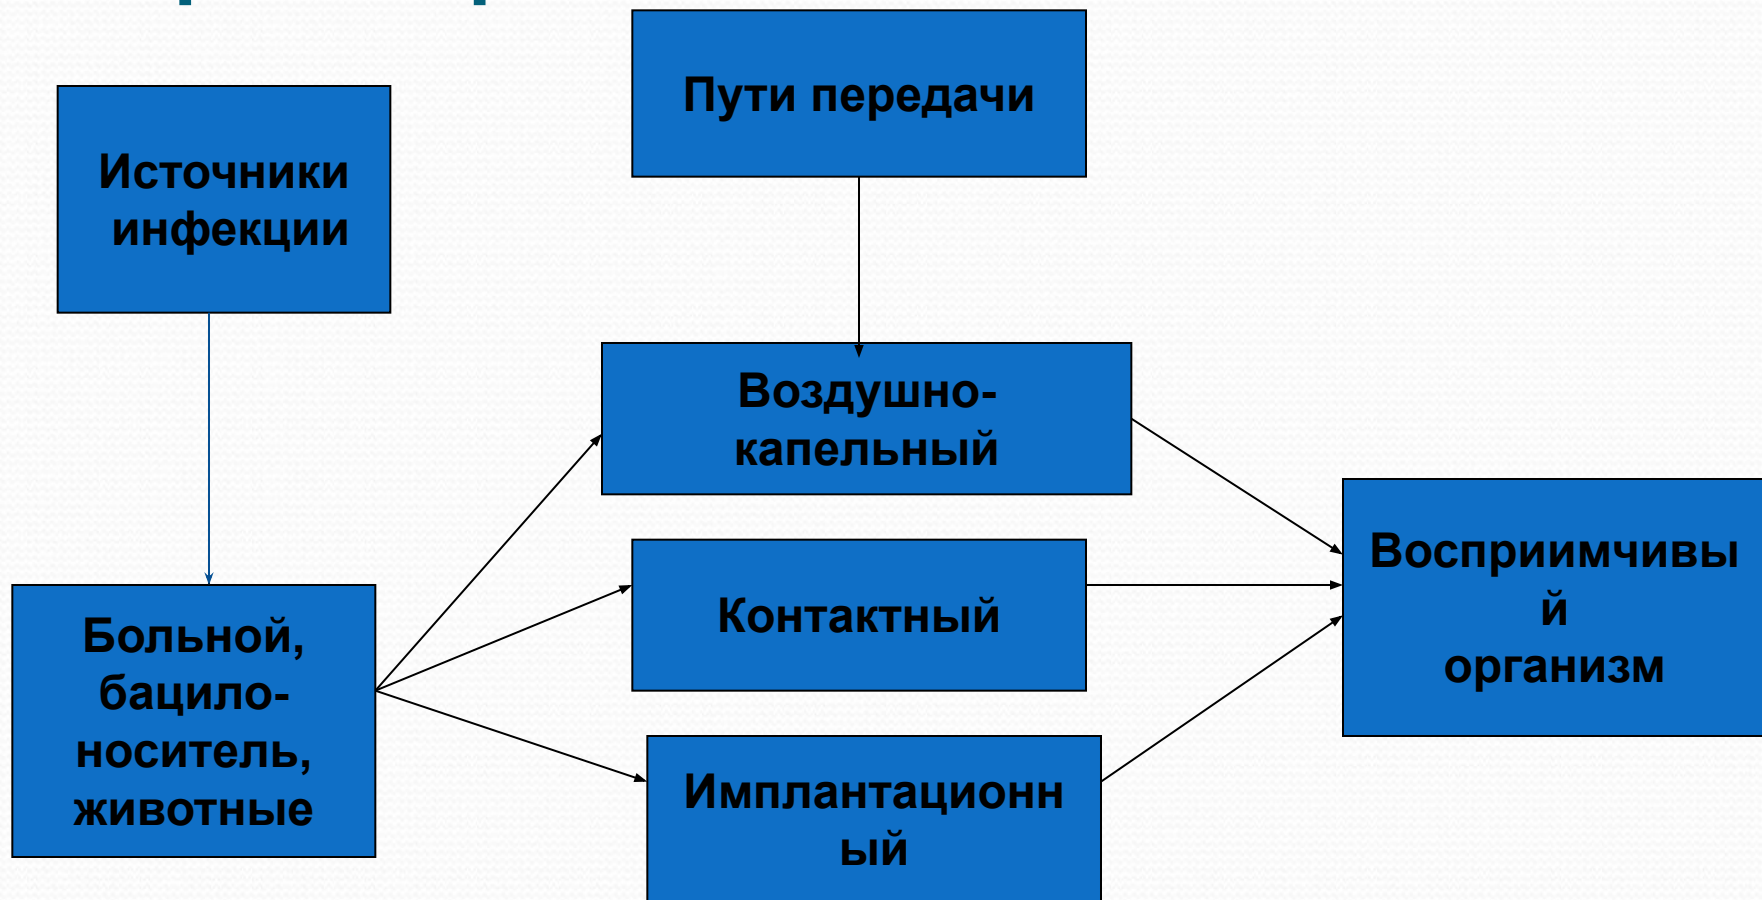 Пути передачи
Источники
инфекции
Воздушно-
капельный
Контактный
Восприимчивы
й
организм
Больной,
бацило-
носитель,
животные
Имплантационн
ый